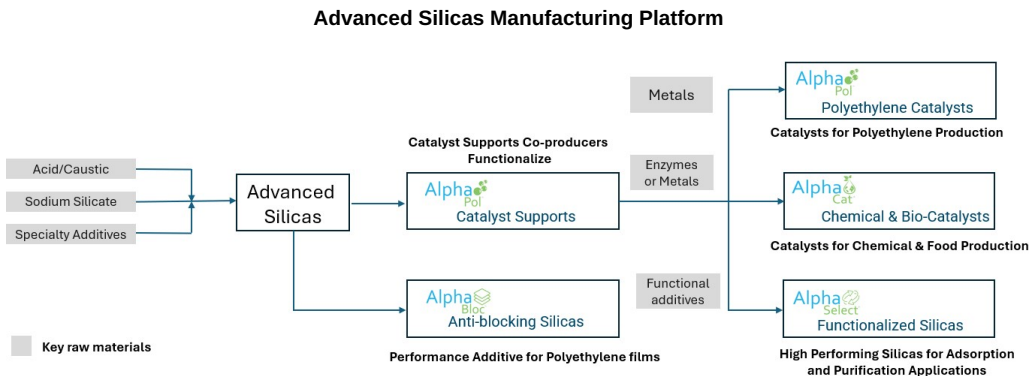 Advanced Silicas Manufacturing Platform
Acid/Caustic
Sodium Silicate
Specialty Additives
Advanced
Silicas
Catalyst Supports Co-producers
Functionalize
Alpha
Pol
Catalyst Supports
Alpha
Bloc
Anti-blocking Silicas
Performance Additive for Polyethylene films
Metals
Enzymes
or Metals
Functional
additives
Alpha
Pol
Polyethylene Catalysts
Catalysts for Polyethylene Production
Alpha
Cat
Chemical & Bio-Catalysts
Catalysts for Chemical & Food Production
Alpha
Select
Functionalized Silicas
High Performing Silicas for Adsorption
and Purification Applications
Key raw materials